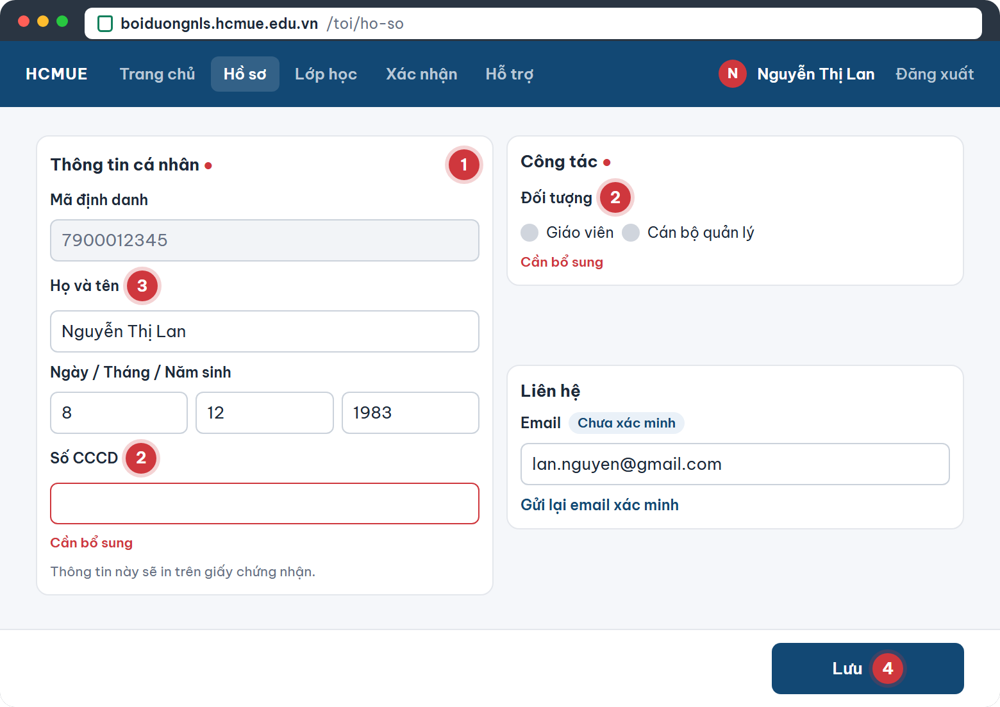 boiduongnls.hcmue.edu.vn /toi/ho-so
HCMUE Trang chủ Hồ sơ Lớp học Xác nhận Hỗ trợ N Nguyễn Thị Lan Đăng xuất
Thông tin cá nhân 1
Mã định danh
7900012345
Họ và tên 3
Nguyễn Thị Lan
Ngày / Tháng / Năm sinh
8 12 1983
Số CCCD 2
Cần bổ sung
Thông tin này sẽ in trên giấy chứng nhận.
Công tác
Đối tượng 2
Giáo viên Cán bộ quản lý
Cần bổ sung
Liên hệ
Email Chưa xác minh
lan.nguyen@gmail.com
Gửi lại email xác minh
Lưu 4